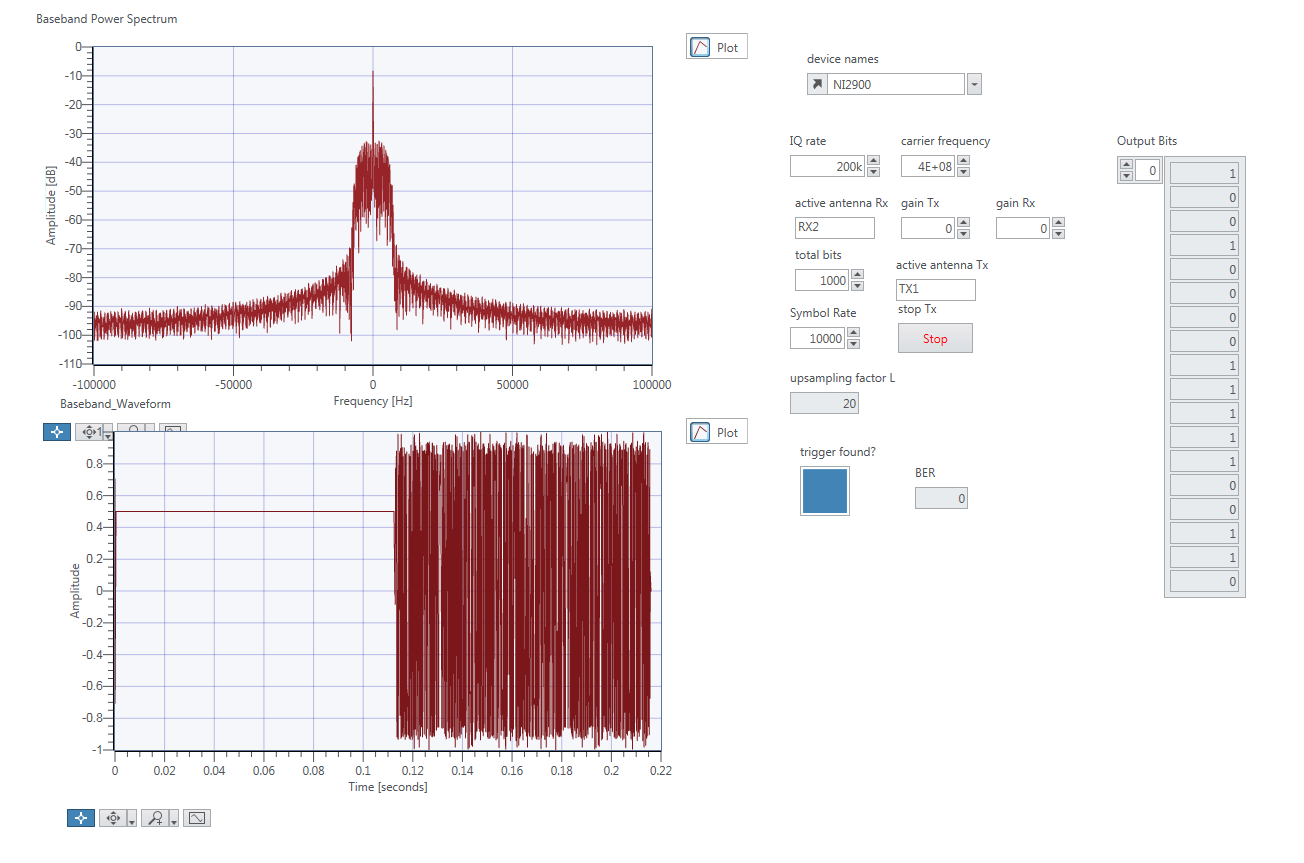 Baseband Power Spectrum
Plot
Amplitude [dB]
0
-10
-20
-30
-40
-50
-60
-70
-80
-90
-100
-110
-100000 -50000 0 50000 100000
Frequency [Hz]
Baseband_Waveform
1
Plot
Amplitude
0.8
0.6
0.4
0.2
0
-0.2
-0.4
-0.6
-0.8
-1
0 0.02 0.04 0.06 0.08 0.1 0.12 0.14 0.16 0.18 0.2 0.22
Time [seconds]
device names
NI2900
IQ rate carrier frequency
200k 4E+08
active antenna Rx gain Tx gain Rx
RX2 0 0
total bits
1000
active antenna Tx
TX1
Symbol Rate stop Tx
10000 Stop
upsampling factor L
20
trigger found?
BER
0
Output Bits
0
1
0
0
1
0
0
0
0
1
1
1
1
1
0
0
1
1
0